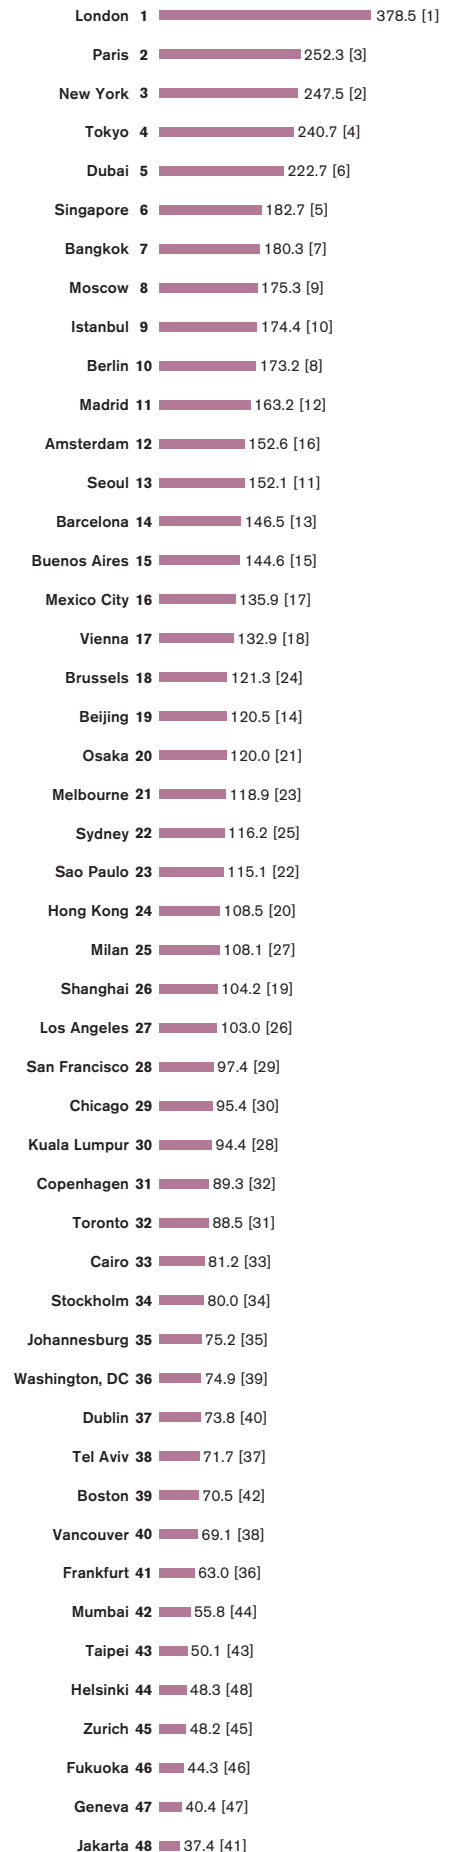 London 1 378.5 [1]
Paris 2 252.3 [3]
New York 3 247.5 [2]
Tokyo 4 240.7 [4]
Dubai 5 222.7 [6]
Singapore 6 182.7 [5]
Bangkok 7 180.3 [7]
Moscow 8 175.3 [9]
Istanbul 9 174.4 [10]
Berlin 10 173.2 [8]
Madrid 11 163.2 [12]
Amsterdam 12 152.6 [16]
Seoul 13 152.1 [11]
Barcelona 14 146.5 [13]
Buenos Aires 15 144.6 [15]
Mexico City 16 135.9 [17]
Vienna 17 132.9 [18]
Brussels 18 121.3 [24]
Beijing 19 120.5 [14]
Osaka 20 120.0 [21]
Melbourne 21 118.9 [23]
Sydney 22 116.2 [25]
Sao Paulo 23 115.1 [22]
Hong Kong 24 108.5 [20]
Milan 25 108.1 [27]
Shanghai 26 104.2 [19]
Los Angeles 27 103.0 [26]
San Francisco 28 97.4 [29]
Chicago 29 95.4 [30]
Kuala Lumpur 30 94.4 [28]
Copenhagen 31 89.3 [32]
Toronto 32 88.5 [31]
Cairo 33 81.2 [33]
Stockholm 34 80.0 [34]
Johannesburg 35 75.2 [35]
Washington, DC 36 74.9 [39]
Dublin 37 73.8 [40]
Tel Aviv 38 71.7 [37]
Boston 39 70.5 [42]
Vancouver 40 69.1 [38]
Frankfurt 41 63.0 [36]
Mumbai 42 55.8 [44]
Taipei 43 50.1 [43]
Helsinki 44 48.3 [48]
Zurich 45 48.2 [45]
Fukuoka 46 44.3 [46]
Geneva 47 40.4 [47]
Jakarta 48 37.4 [41]